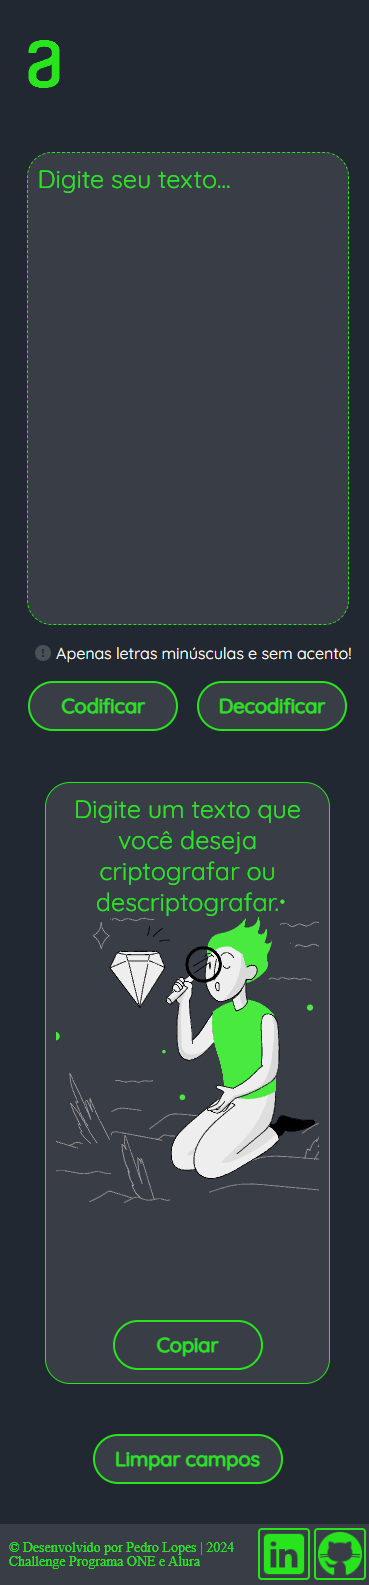 a
Digite seu texto...
! Apenas letras minúsculas e sem acento!
Codificar Decodificar
Digite um texto que
você deseja
criptografar ou
descriptografar.
Copiar
Limpar campos
© Desenvolvido por Pedro Lopes | 2024
Challenge Programa ONE e Alura
in